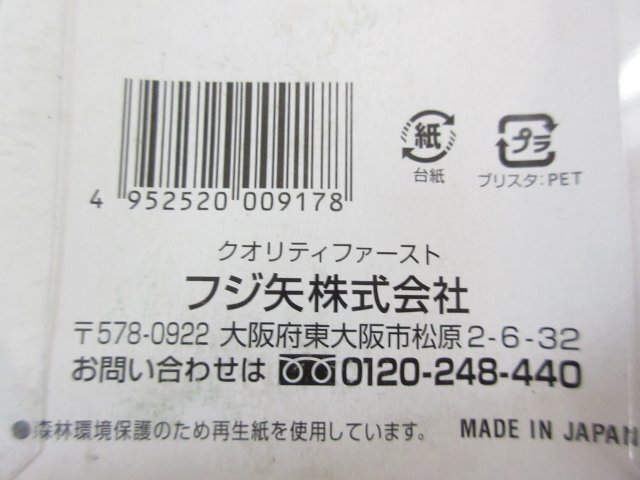 4 952520 009178
紙
台紙
プラ
ブリスタ:PET
クオリティファースト
フジ矢株式会社
〒578-0922 大阪府東大阪市松原2-6-32
お問い合わせは 0120-248-440
●森林環境保護のため再生紙を使用しています。 MADE IN JAPAN